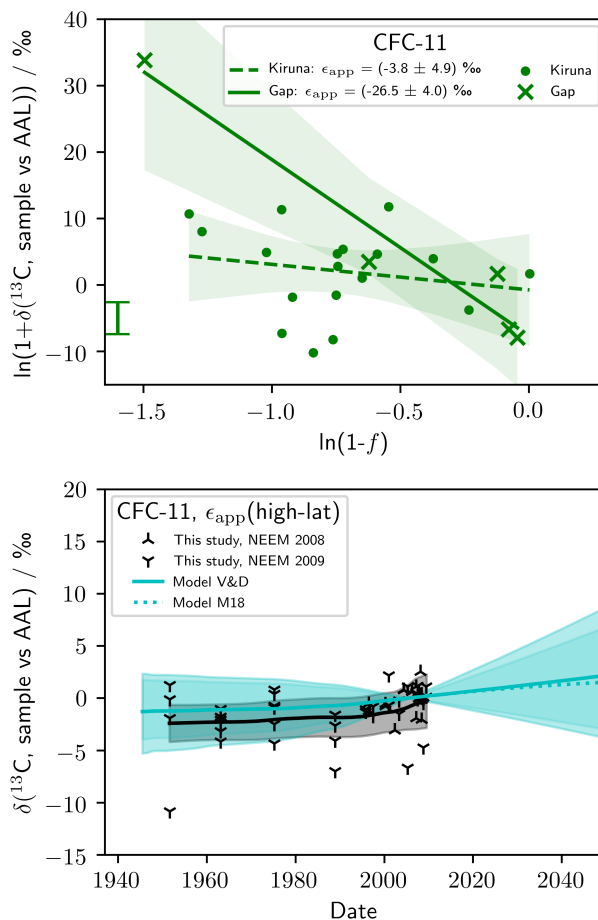 40
30
20
10
0
−10
−1.5
−1.0
−0.5
0.0
ln(1-f)
ln(1+δ(¹³C, sample vs AAL)) / ‰
CFC-11
Kiruna: ϵapp = (-3.8 ± 4.9) ‰
Gap: ϵapp = (-26.5 ± 4.0) ‰
Kiruna
Gap
20
15
10
5
0
−5
−10
−15
1940
1960
1980
2000
2020
2040
Date
δ(¹³C, sample vs AAL) / ‰
CFC-11, ϵapp(high-lat)
This study, NEEM 2008
This study, NEEM 2009
Model V&D
Model M18